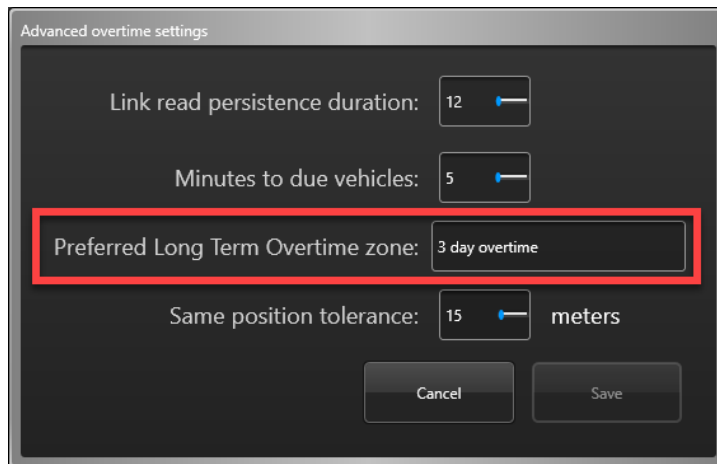 Advanced overtime settings
Link read persistence duration: 12
Minutes to due vehicles: 5
Preferred Long Term Overtime zone: 3 day overtime
Same position tolerance: 15 meters
Cancel Save